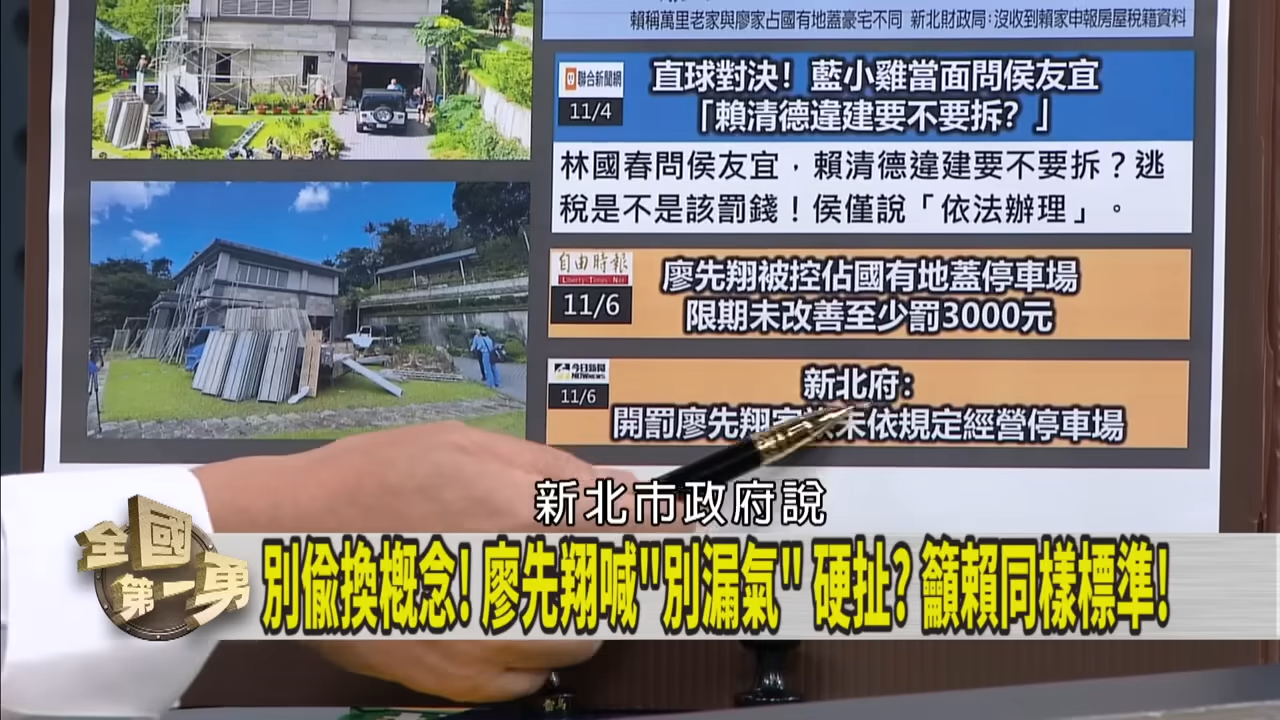 賴稱萬里老家與廖家占國有地蓋豪宅不同 新北財政局:沒收到賴家申報房屋稅籍資料
聯合新聞網
11/4
直球對決! 藍小雞當面問侯友宜
「賴清德違建要不要拆?」
林國春問侯友宜，賴清德違建要不要拆？逃
稅是不是該罰錢！侯僅說「依法辦理」。
自由時報
Liberty Times Net
11/6
廖先翔被控佔國有地蓋停車場
限期未改善至少罰3000元
今日新聞
NOWnews
11/6
新北府:
開罰廖先翔家族未依規定經營停車場
新北市政府說
全國第一勇
別偷換概念! 廖先翔喊"別漏氣" 硬扯? 籲賴同樣標準!